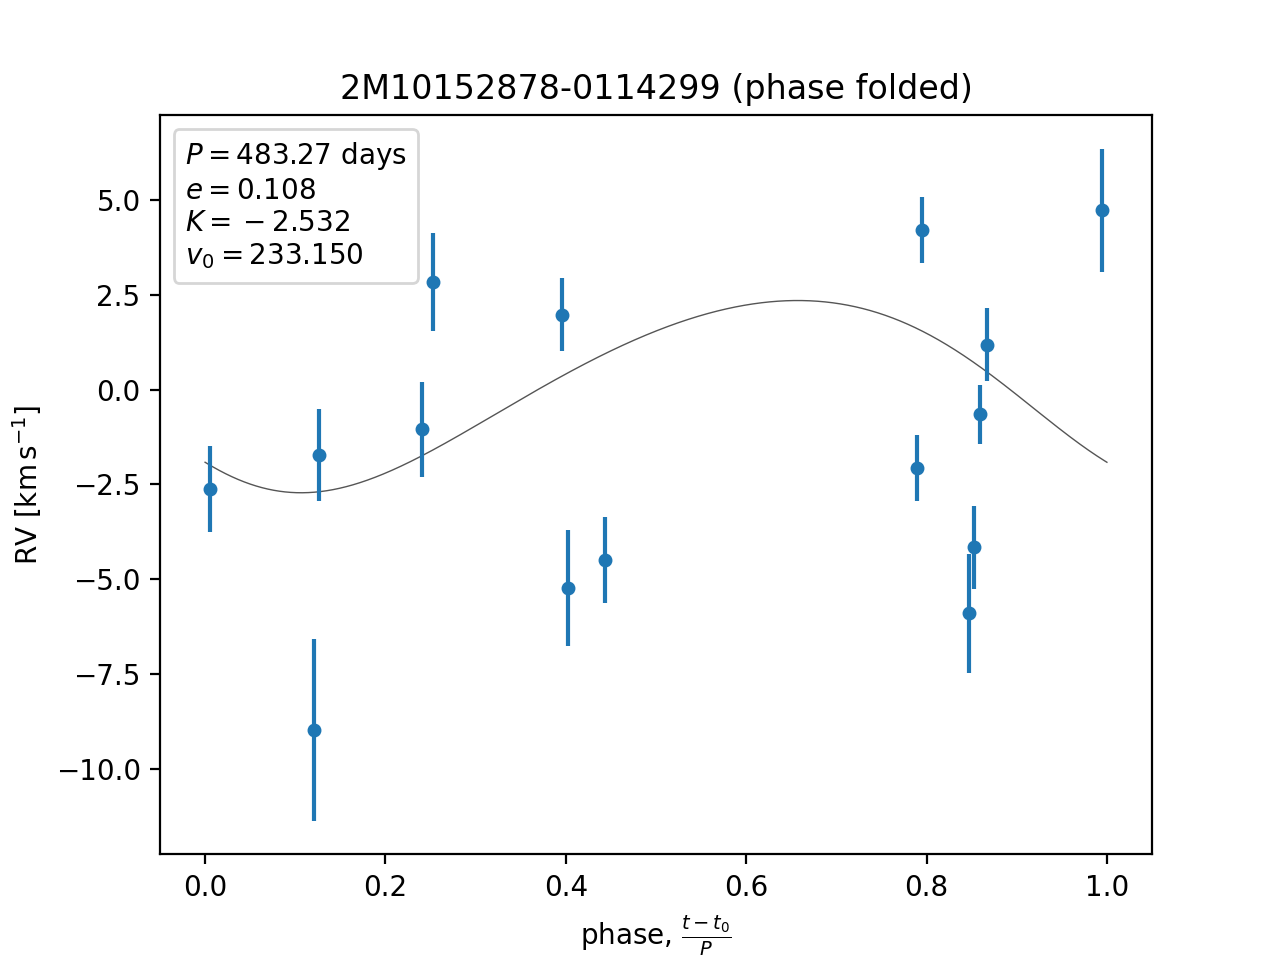 2M10152878-0114299 (phase folded)
P = 483.27 days
e = 0.108
K = −2.532
v₀ = 233.150
5.0
2.5
0.0
−2.5
−5.0
−7.5
−10.0
RV [km s⁻¹]
0.0 0.2 0.4 0.6 0.8 1.0
phase, (t − t₀)/P